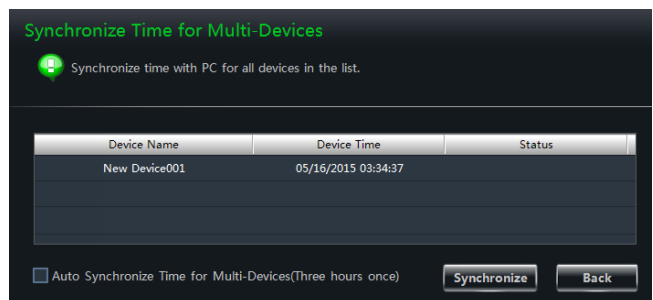 Synchronize Time for Multi-Devices
Synchronize time with PC for all devices in the list.
Device Name Device Time Status
New Device001 05/16/2015 03:34:37
Auto Synchronize Time for Multi-Devices(Three hours once) Synchronize Back